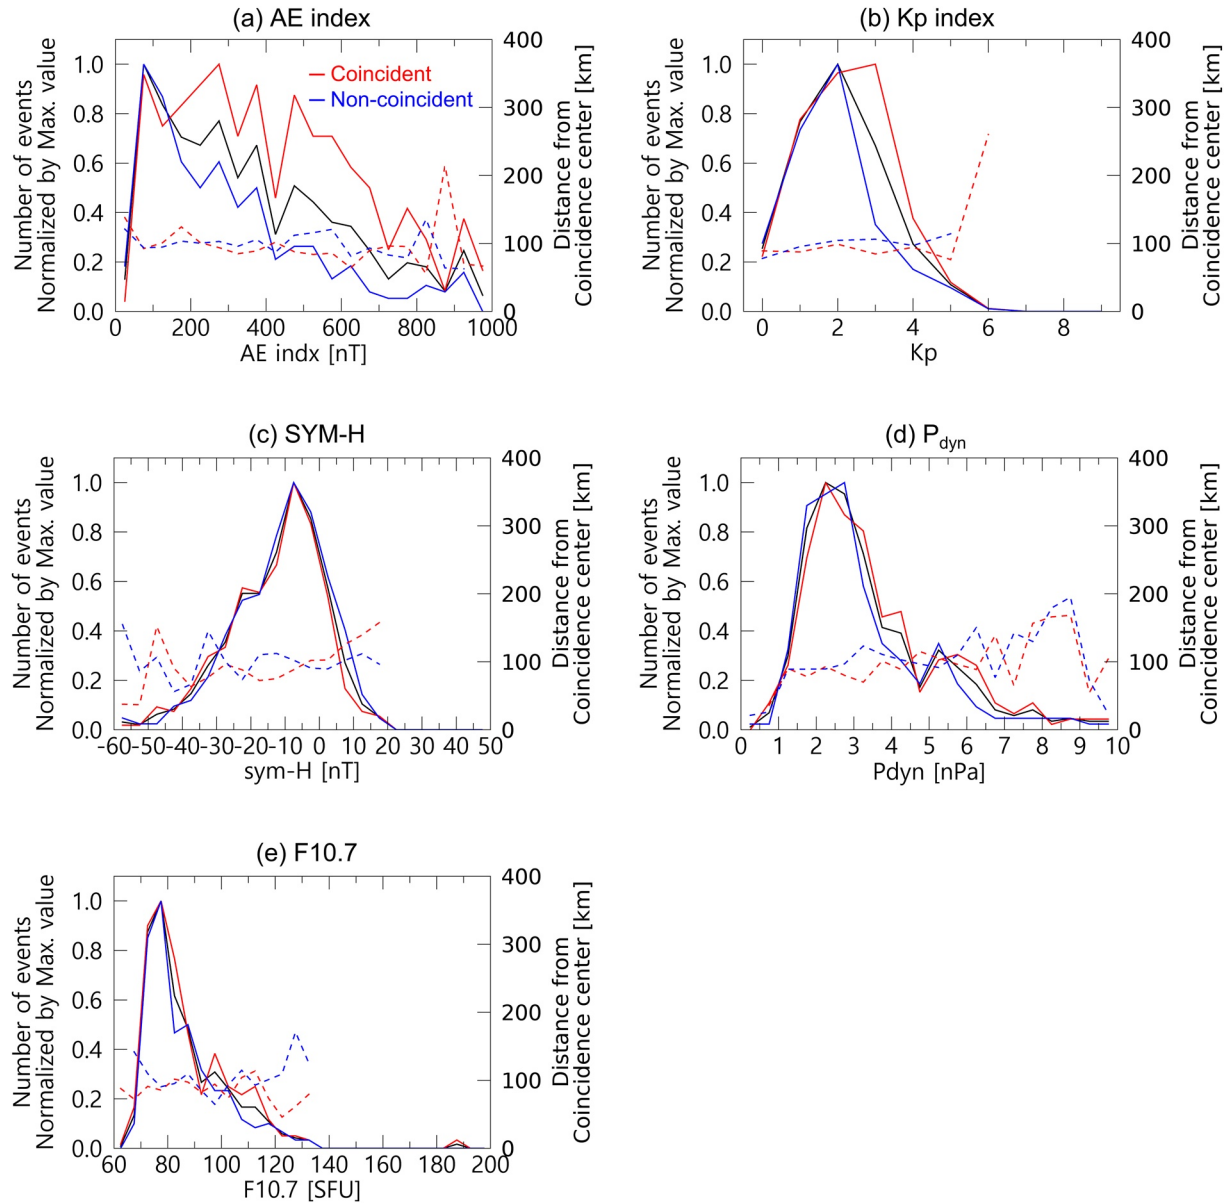 (a) AE index
Number of events
Normalized by Max. value
1.0
0.8
0.6
0.4
0.2
0.0
Coincident
Non-coincident
400
300
200
100
0
Distance from
Coincidence center [km]
0 200 400 600 800 1000
AE indx [nT]
(b) Kp index
Number of events
Normalized by Max. value
1.0
0.8
0.6
0.4
0.2
0.0
400
300
200
100
0
Distance from
Coincidence center [km]
0 2 4 6 8
Kp
(c) SYM-H
Number of events
Normalized by Max. value
1.0
0.8
0.6
0.4
0.2
0.0
400
300
200
100
0
Distance from
Coincidence center [km]
-60 -50 -40 -30 -20 -10 0 10 20 30 40 50
sym-H [nT]
(d) Pdyn
Number of events
Normalized by Max. value
1.0
0.8
0.6
0.4
0.2
0.0
400
300
200
100
0
Distance from
Coincidence center [km]
0 1 2 3 4 5 6 7 8 9 10
Pdyn [nPa]
(e) F10.7
Number of events
Normalized by Max. value
1.0
0.8
0.6
0.4
0.2
0.0
400
300
200
100
0
Distance from
Coincidence center [km]
60 80 100 120 140 160 180 200
F10.7 [SFU]